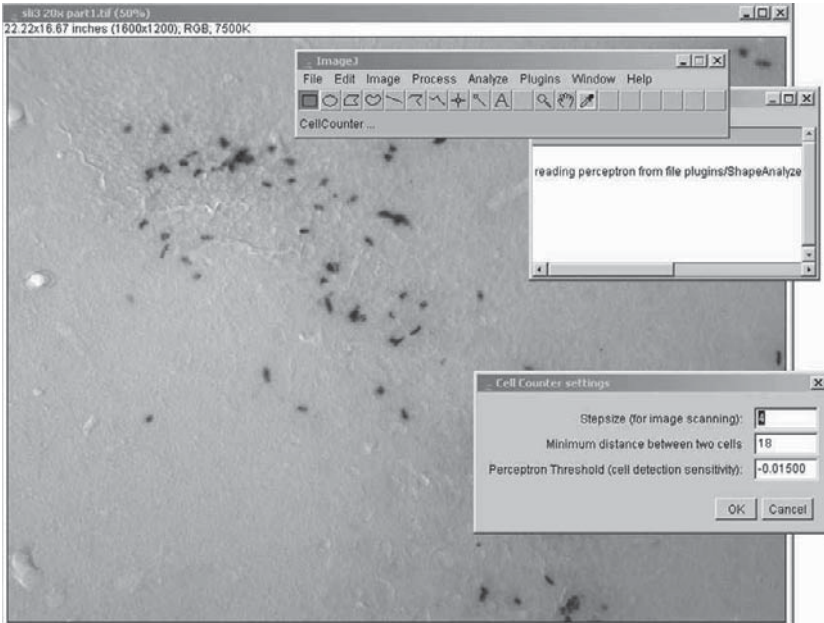 sli3 20x part1.tif (50%)
22.22x16.67 inches (1600x1200); RGB; 7500K
ImageJ
File Edit Image Process Analyze Plugins Window Help
A
CellCounter ...
reading perceptron from file plugins/ShapeAnalyze
Cell Counter settings
Stepsize (for image scanning): 4
Minimum distance between two cells 18
Perceptron Threshold (cell detection sensitivity): -0.01500
OK Cancel